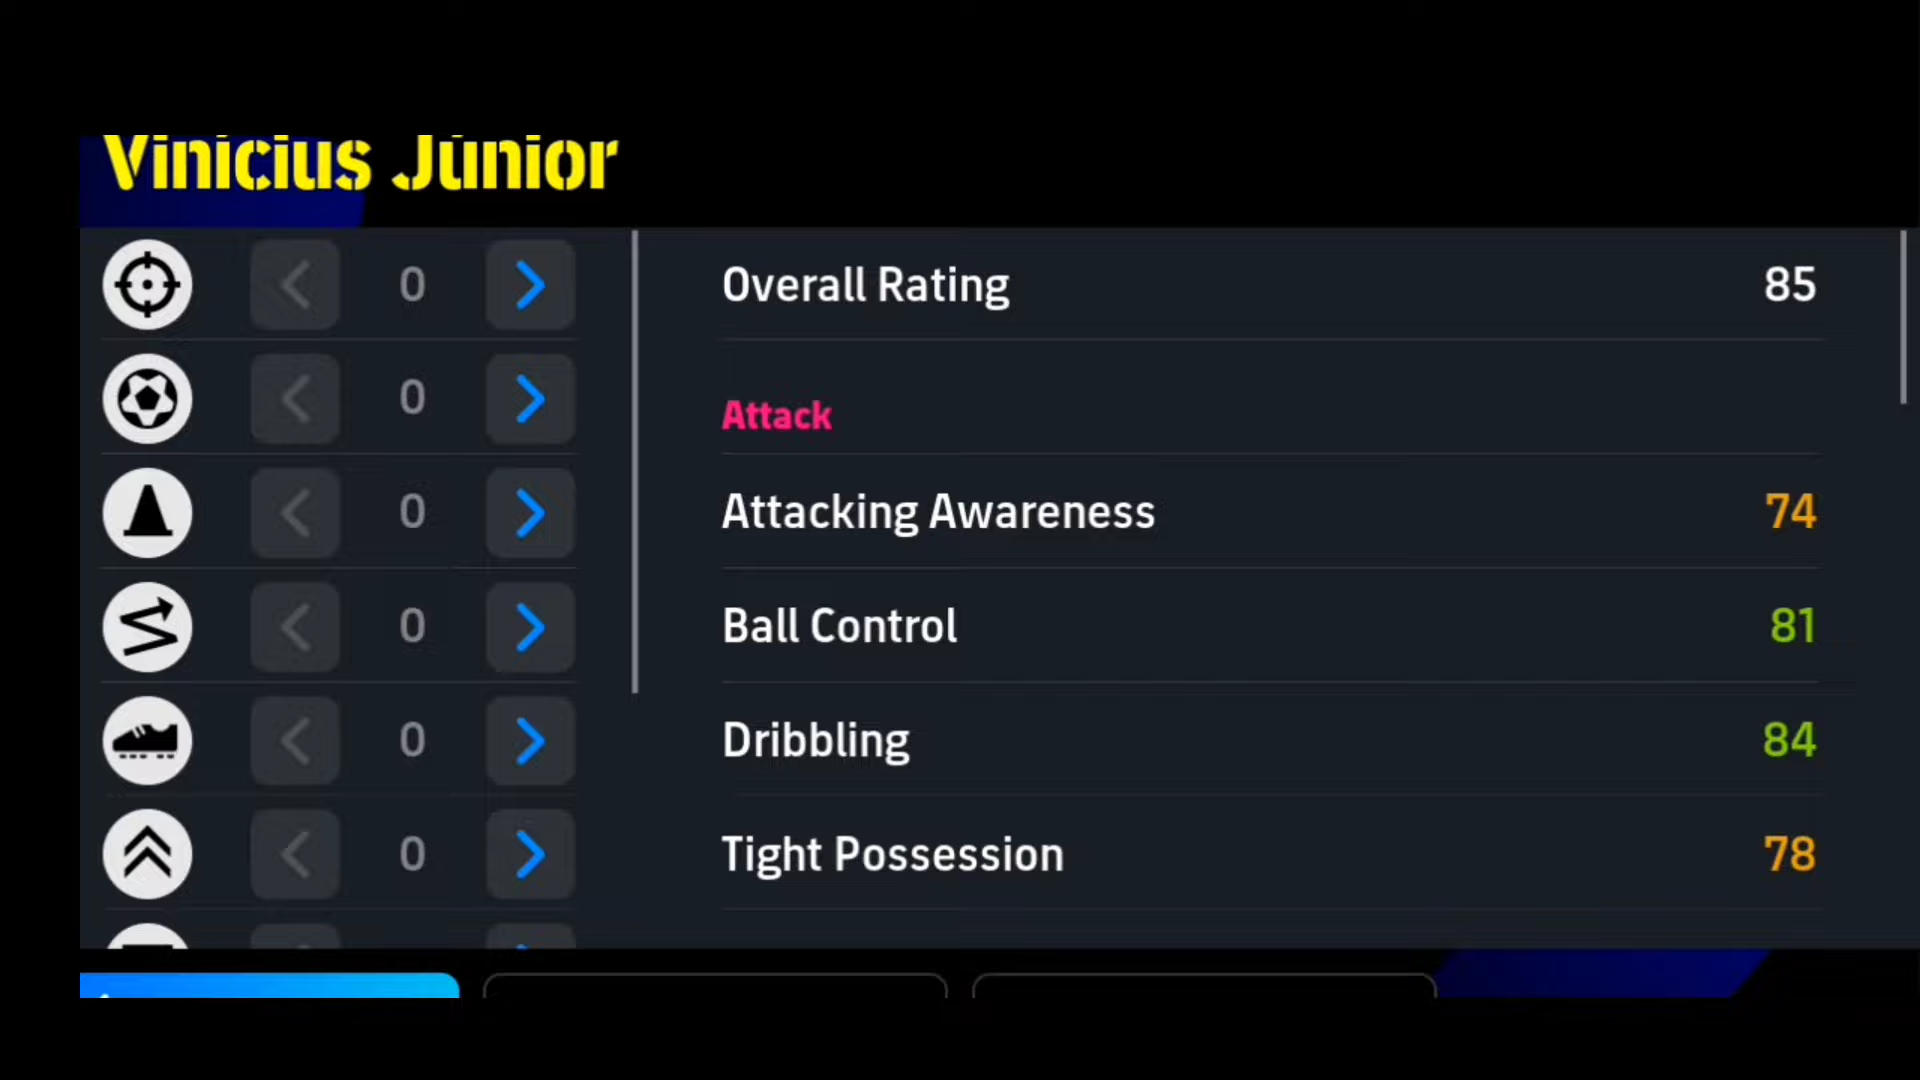 Vinícius Júnior
0
Overall Rating 85
0
Attack
0
Attacking Awareness 74
0
Ball Control 81
0
Dribbling 84
0
Tight Possession 78